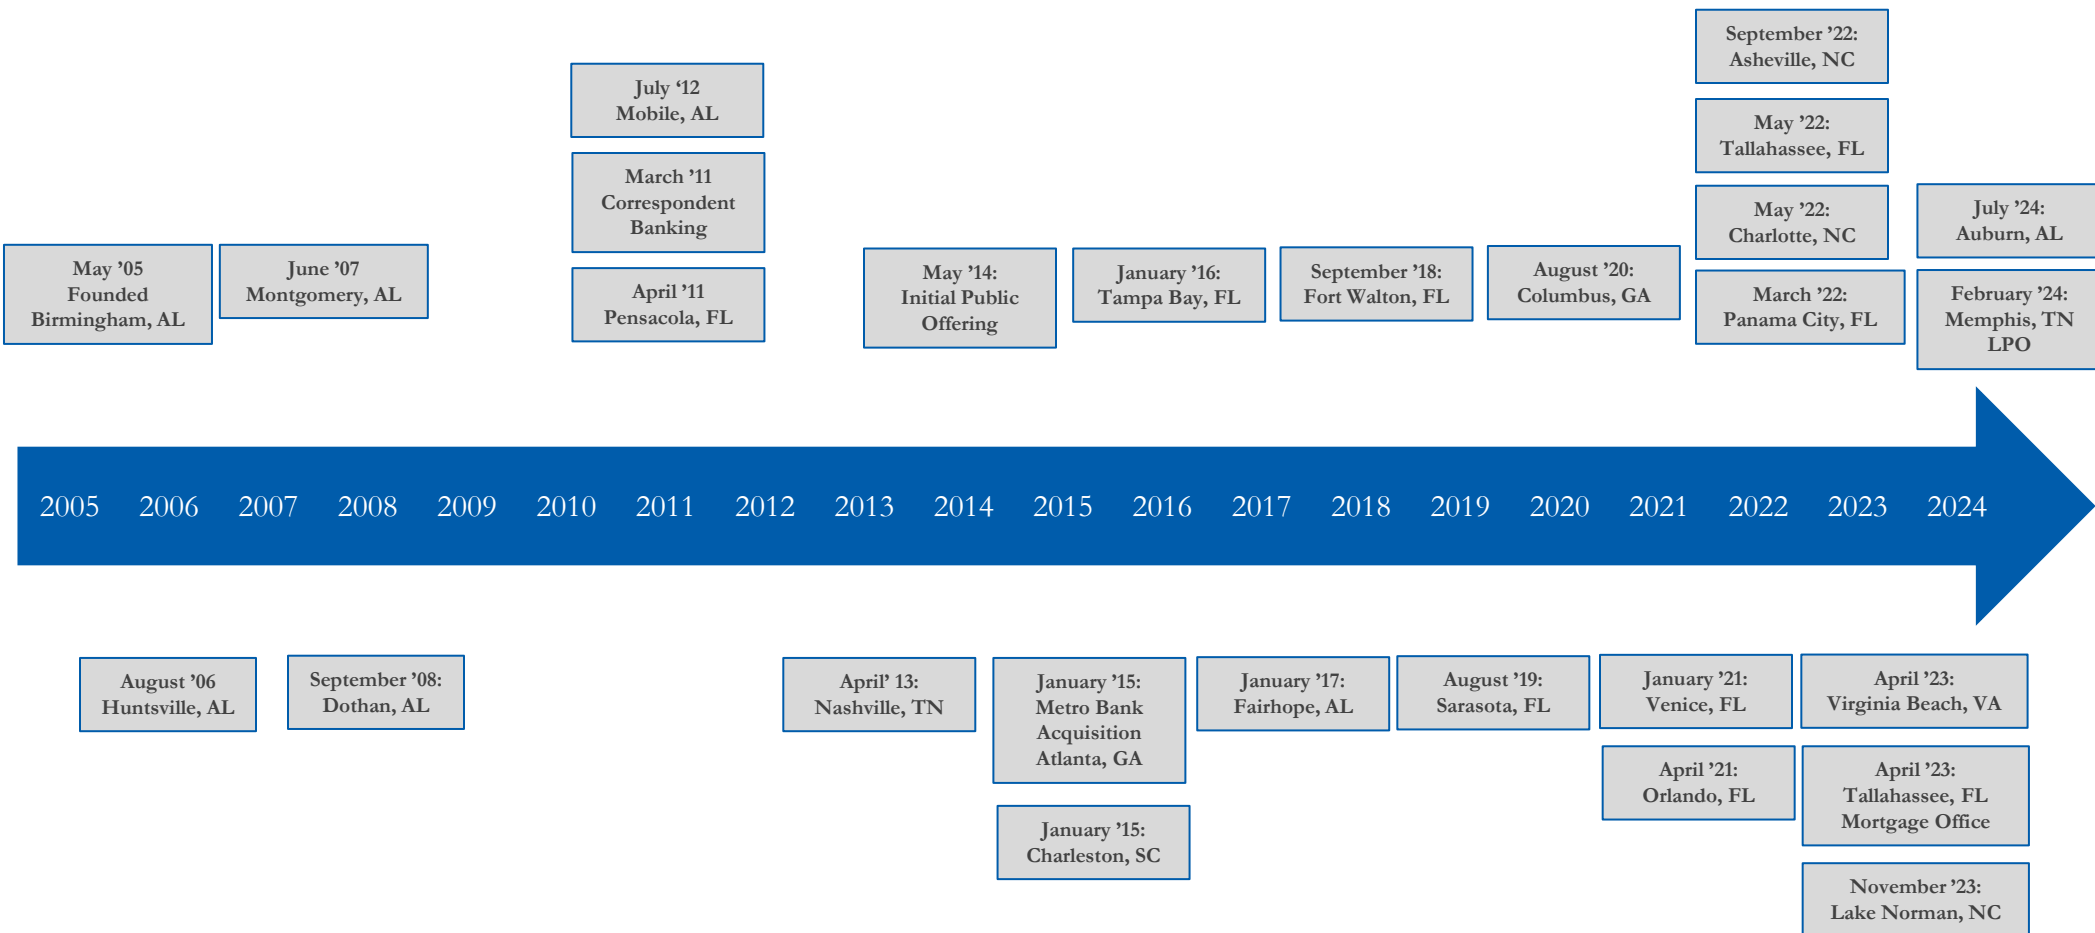 September ’22:
Asheville, NC
July ‘12
Mobile, AL
May ’22:
Tallahassee, FL
March ’11
Correspondent
Banking
May ’22:
Charlotte, NC
July ’24:
Auburn, AL
May ’05
Founded
Birmingham, AL
June ’07
Montgomery, AL
April ’11
Pensacola, FL
May ’14:
Initial Public
Offering
January ’16:
Tampa Bay, FL
September ’18:
Fort Walton, FL
August ’20:
Columbus, GA
March ’22:
Panama City, FL
February ’24:
Memphis, TN
LPO
2005 2006 2007 2008 2009 2010 2011 2012 2013 2014 2015 2016 2017 2018 2019 2020 2021 2022 2023 2024
August ’06
Huntsville, AL
September ’08:
Dothan, AL
April’ 13:
Nashville, TN
January ’15:
Metro Bank
Acquisition
Atlanta, GA
January ’17:
Fairhope, AL
August ’19:
Sarasota, FL
January ’21:
Venice, FL
April ’23:
Virginia Beach, VA
April ’21:
Orlando, FL
April ’23:
Tallahassee, FL
Mortgage Office
January ’15:
Charleston, SC
November ’23:
Lake Norman, NC